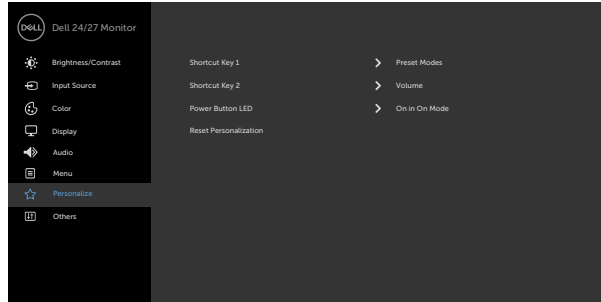 DELL Dell 24/27 Monitor
Brightness/Contrast
Input Source
Color
Display
Audio
Menu
Personalize
Others
Shortcut Key 1 Preset Modes
Shortcut Key 2 Volume
Power Button LED On in On Mode
Reset Personalization